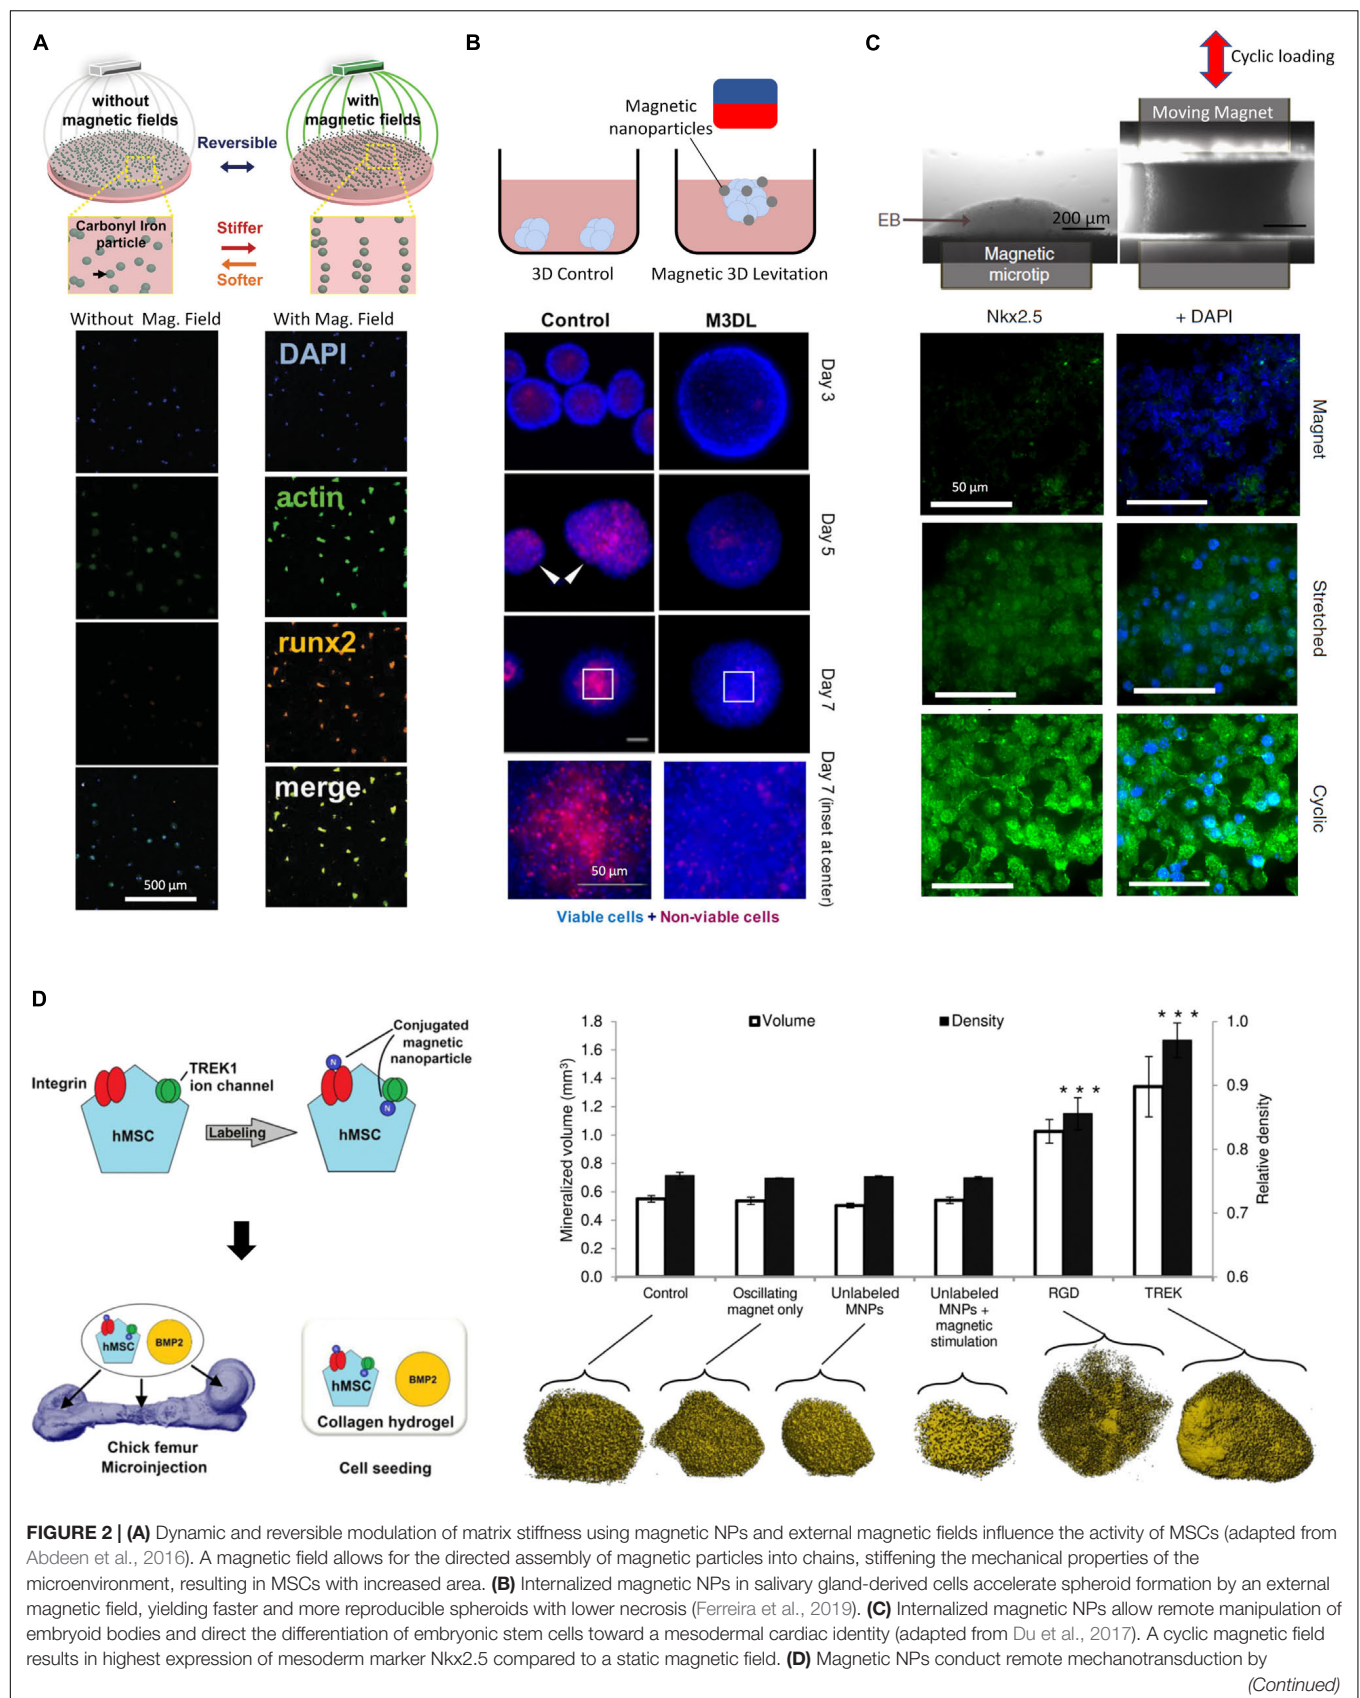 A
without
magnetic fields
with
magnetic fields
Reversible
Carbonyl Iron
particle
Stiffer
Softer
Without Mag. Field
With Mag. Field
DAPI
actin
runx2
merge
500 µm
B
Magnetic
nanoparticles
3D Control
Magnetic 3D Levitation
Control
M3DL
Day 3
Day 5
Day 7
Day 7 (inset at center)
50 µm
Viable cells + Non-viable cells
C
Cyclic loading
Moving Magnet
EB
200 µm
Magnetic
microtip
Nkx2.5
+ DAPI
Magnet
50 µm
Stretched
Cyclic
D
Integrin
TREK1
ion channel
hMSC
Labeling
Conjugated
magnetic
nanoparticle
N
N
hMSC
hMSC
BMP2
Chick femur
Microinjection
hMSC
BMP2
Collagen hydrogel
Cell seeding
Volume
Density
Mineralized volume (mm³)
1.8
1.6
1.4
1.2
1.0
0.8
0.6
0.4
0.2
0.0
* * *
* * *
1.0
0.9
0.8
0.7
0.6
Relative density
Control
Oscillating
magnet only
Unlabeled
MNPs
Unlabeled
MNPs +
magnetic
stimulation
RGD
TREK
FIGURE 2 | (A) Dynamic and reversible modulation of matrix stiffness using magnetic NPs and external magnetic fields influence the activity of MSCs (adapted from
Abdeen et al., 2016). A magnetic field allows for the directed assembly of magnetic particles into chains, stiffening the mechanical properties of the
microenvironment, resulting in MSCs with increased area. (B) Internalized magnetic NPs in salivary gland-derived cells accelerate spheroid formation by an external
magnetic field, yielding faster and more reproducible spheroids with lower necrosis (Ferreira et al., 2019). (C) Internalized magnetic NPs allow remote manipulation of
embryoid bodies and direct the differentiation of embryonic stem cells toward a mesodermal cardiac identity (adapted from Du et al., 2017). A cyclic magnetic field
results in highest expression of mesoderm marker Nkx2.5 compared to a static magnetic field. (D) Magnetic NPs conduct remote mechanotransduction by
(Continued)